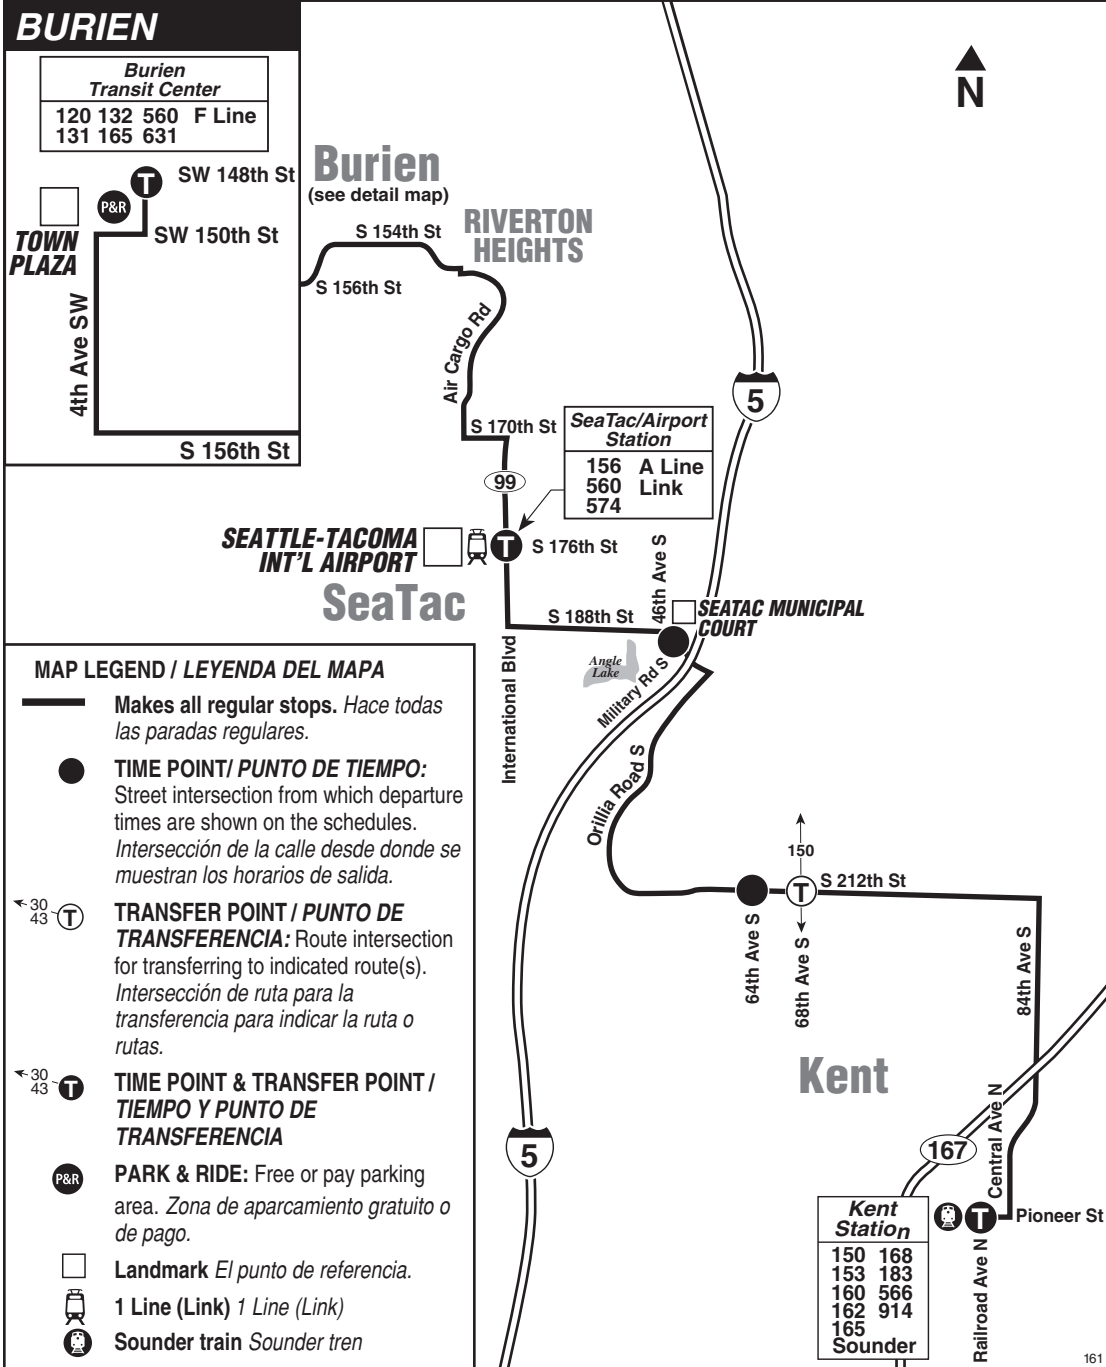 BURIEN
Burien
Transit Center
120 132 560 F Line
131 165 631
SW 148th St
T
P&R
TOWN
PLAZA
SW 150th St
4th Ave SW
S 156th St
Burien
(see detail map)
N
RIVERTON
HEIGHTS
S 154th St
S 156th St
Air Cargo Rd
S 170th St
99
SeaTac/Airport
Station
156 A Line
560 Link
574
5
SEATTLE-TACOMA
INT'L AIRPORT
T
S 176th St
SeaTac
46th Ave S
S 188th St
SEATAC MUNICIPAL
COURT
Angle
Lake
Military Rd S
International Blvd
Orillia Road S
150
T
S 212th St
64th Ave S
68th Ave S
84th Ave S
Kent
5
167
Central Ave N
Kent
Station
150 168
153 183
160 566
162 914
165
Sounder
T
Pioneer St
Railroad Ave N
MAP LEGEND / LEYENDA DEL MAPA
Makes all regular stops. Hace todas
las paradas regulares.
TIME POINT/ PUNTO DE TIEMPO:
Street intersection from which departure
times are shown on the schedules.
Intersección de la calle desde donde se
muestran los horarios de salida.
30
43 T
TRANSFER POINT / PUNTO DE
TRANSFERENCIA: Route intersection
for transferring to indicated route(s).
Intersección de ruta para la
transferencia para indicar la ruta o
rutas.
30
43 T
TIME POINT & TRANSFER POINT /
TIEMPO Y PUNTO DE
TRANSFERENCIA
P&R
PARK & RIDE: Free or pay parking
area. Zona de aparcamiento gratuito o
de pago.
Landmark El punto de referencia.
1 Line (Link) 1 Line (Link)
Sounder train Sounder tren
161